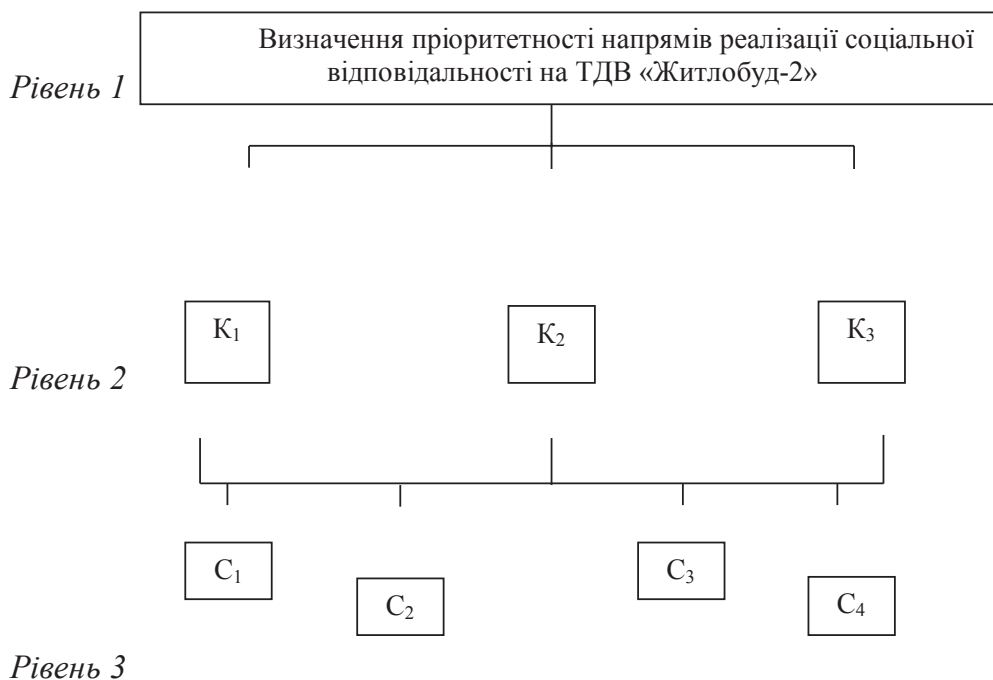 Визначення пріоритетності напрямів реалізації соціальної
відповідальності на ТДВ «Житлобуд-2»
Рівень 1
К₁ К₂ К₃
Рівень 2
С₁ С₃
С₂ С₄
Рівень 3